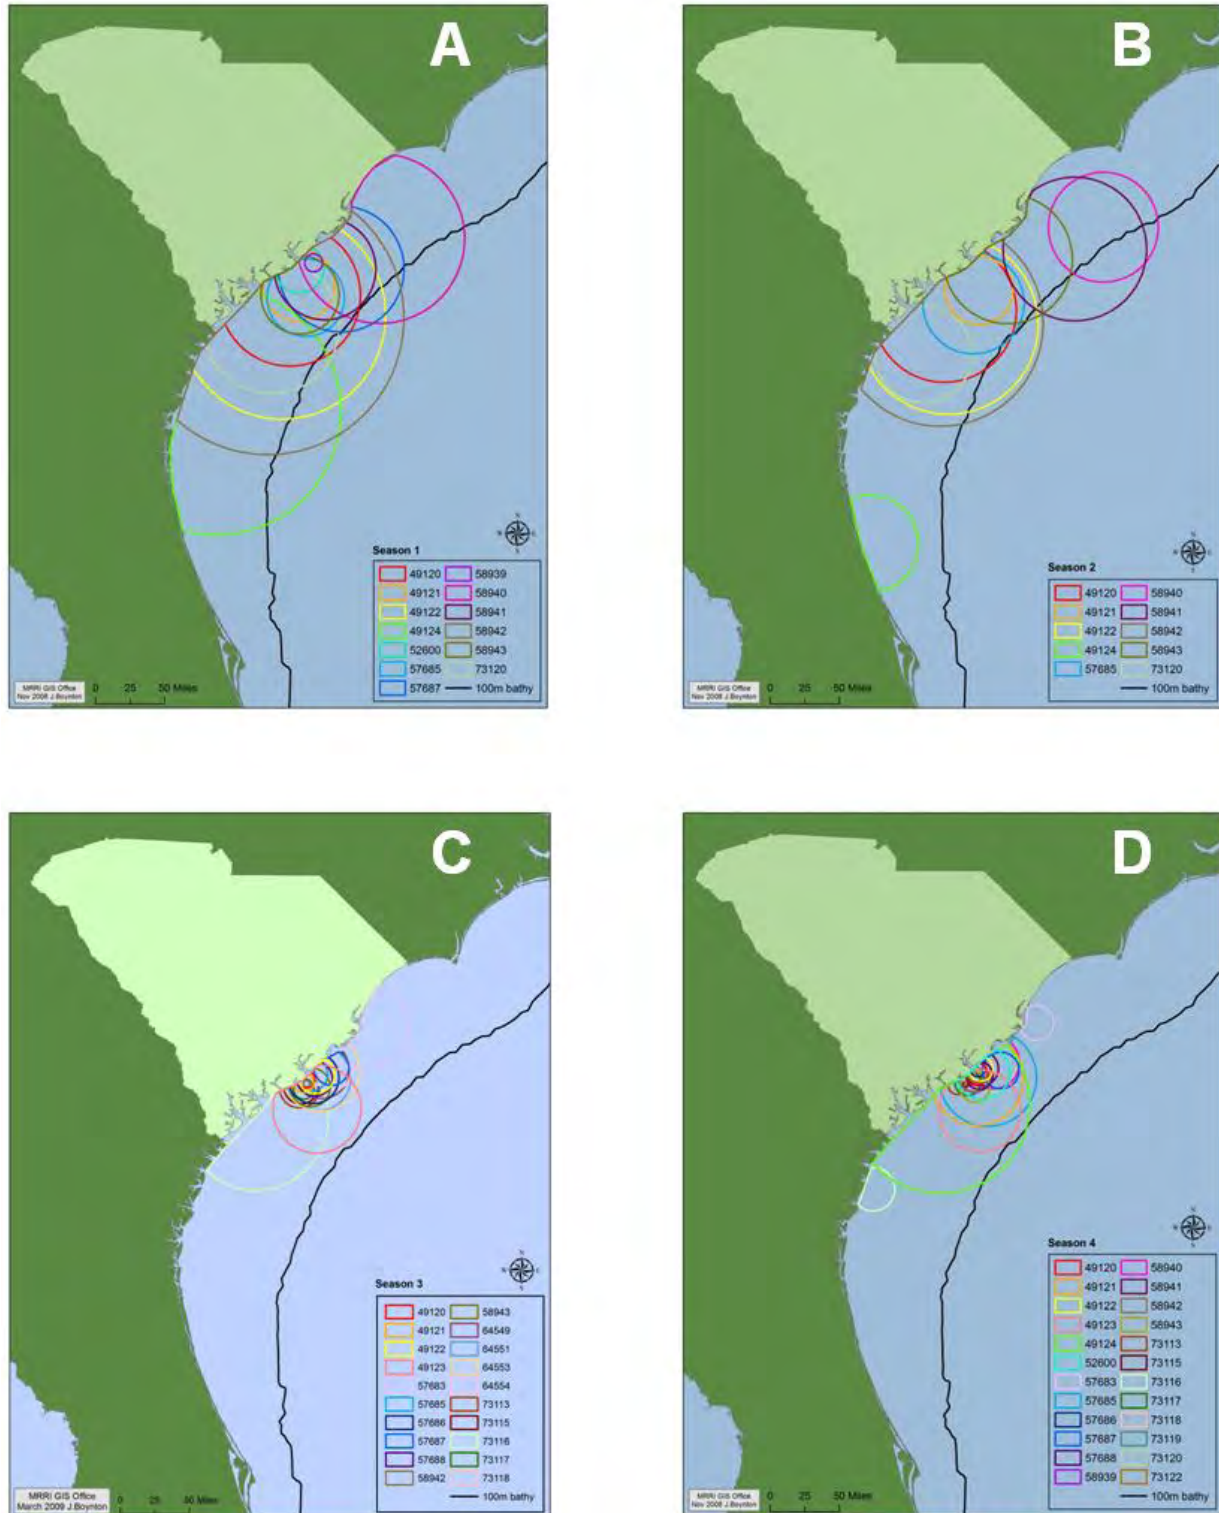 A
Season 1
49120 58939
49121 58940
49122 58941
49124 58942
52600 58943
57685 73120
57687 100m bathy
MRRI GIS Office
Nov 2008 J.Boynton
0 25 50 Miles
B
Season 2
49120 58940
49121 58941
49122 58942
49124 58943
57685 73120
100m bathy
MRRI GIS Office
Nov 2008 J.Boynton
0 25 50 Miles
C
Season 3
49120 58943
49121 64549
49122 64551
49123 64553
57683 64554
57685 73113
57686 73115
57687 73116
57688 73117
58942 73118
100m bathy
MRRI GIS Office
March 2009 J.Boynton
0 25 50 Miles
D
Season 4
49120 58940
49121 58941
49122 58942
49123 58943
49124 73113
52600 73115
57683 73116
57685 73117
57686 73118
57687 73119
57688 73120
58939 73122
100m bathy
MRRI GIS Office
Nov 2008 J.Boynton
0 25 50 Miles